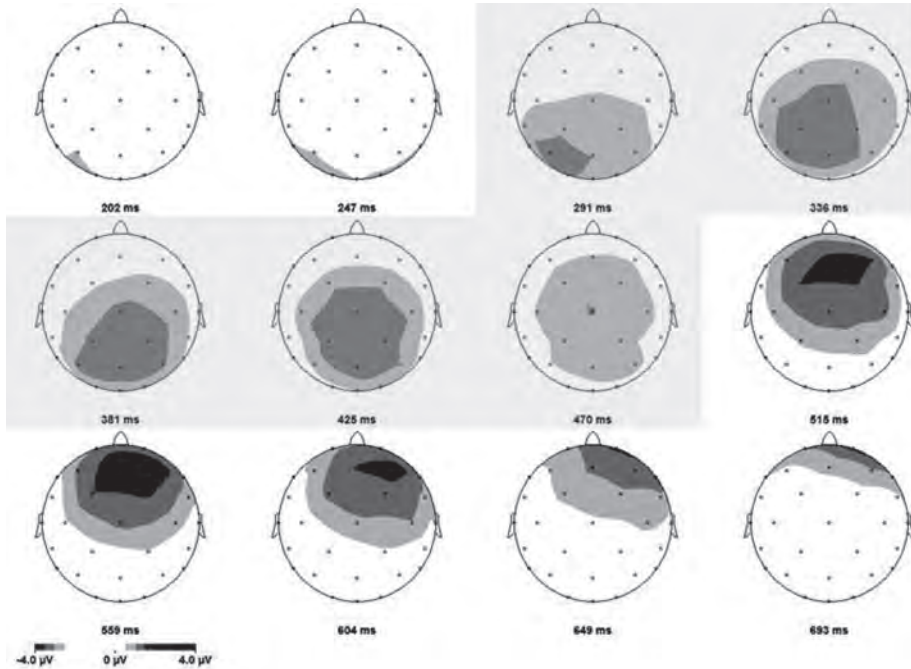 202 ms 247 ms 291 ms 336 ms
381 ms 425 ms 470 ms 515 ms
559 ms 604 ms 649 ms 693 ms
-4.0 µV 0 µV 4.0 µV